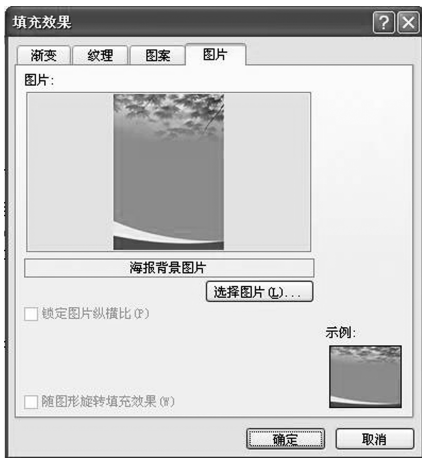 填充效果
渐变 纹理 图案 图片
图片:
海报背景图片
选择图片(L)...
锁定图片纵横比(P)
示例:
随图形旋转填充效果(W)
确定 取消